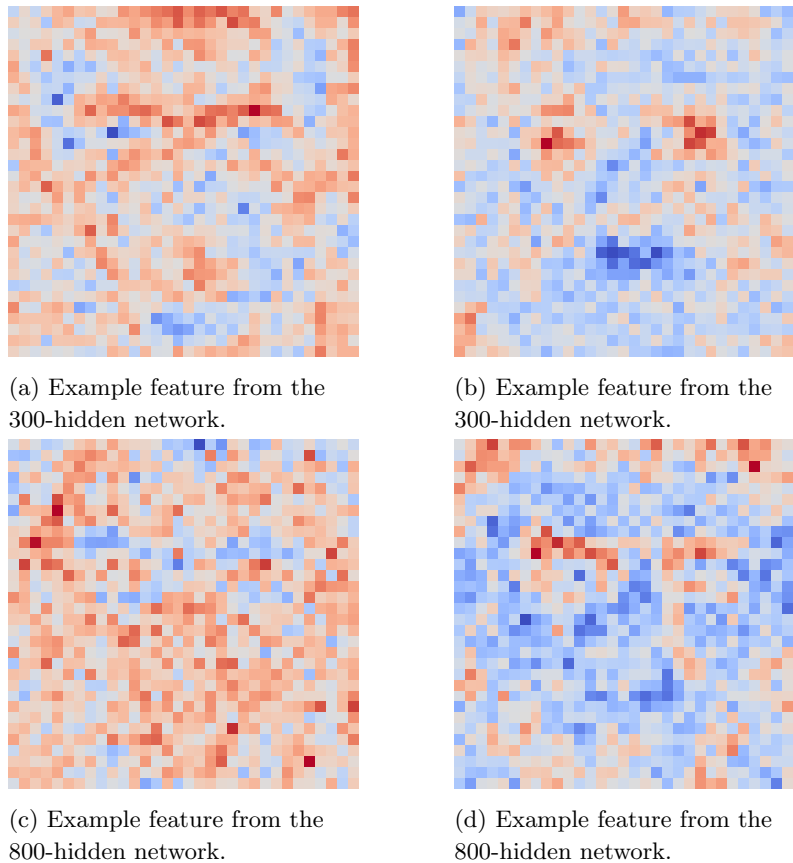 (a) Example feature from the
300-hidden network.
(b) Example feature from the
300-hidden network.
(c) Example feature from the
800-hidden network.
(d) Example feature from the
800-hidden network.